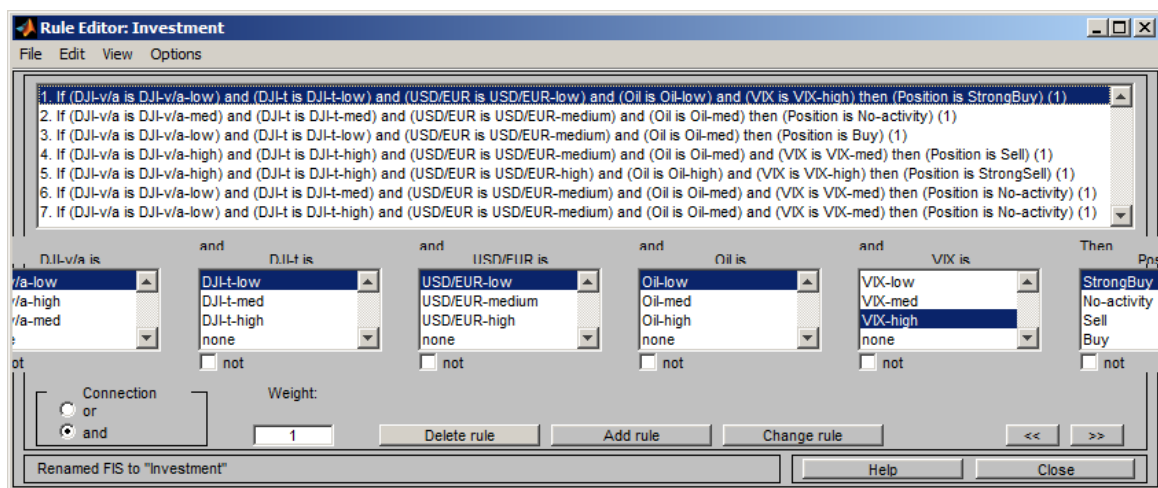 Rule Editor: Investment
File Edit View Options
1. If (DJI-v/a is DJI-v/a-low) and (DJI-t is DJI-t-low) and (USD/EUR is USD/EUR-low) and (Oil is Oil-low) and (VIX is VIX-high) then (Position is StrongBuy) (1)
2. If (DJI-v/a is DJI-v/a-med) and (DJI-t is DJI-t-med) and (USD/EUR is USD/EUR-medium) and (Oil is Oil-med) then (Position is No-activity) (1)
3. If (DJI-v/a is DJI-v/a-low) and (DJI-t is DJI-t-low) and (USD/EUR is USD/EUR-medium) and (Oil is Oil-med) then (Position is Buy) (1)
4. If (DJI-v/a is DJI-v/a-high) and (DJI-t is DJI-t-high) and (USD/EUR is USD/EUR-medium) and (Oil is Oil-med) and (VIX is VIX-med) then (Position is Sell) (1)
5. If (DJI-v/a is DJI-v/a-high) and (DJI-t is DJI-t-high) and (USD/EUR is USD/EUR-high) and (Oil is Oil-high) and (VIX is VIX-high) then (Position is StrongSell) (1)
6. If (DJI-v/a is DJI-v/a-low) and (DJI-t is DJI-t-med) and (USD/EUR is USD/EUR-medium) and (Oil is Oil-med) and (VIX is VIX-med) then (Position is No-activity) (1)
7. If (DJI-v/a is DJI-v/a-low) and (DJI-t is DJI-t-high) and (USD/EUR is USD/EUR-medium) and (Oil is Oil-med) and (VIX is VIX-med) then (Position is No-activity) (1)
and and and and Then
DJI-v/a is DJI-t is USD/EUR is Oil is VIX is Pos
/a-low DJI-t-low USD/EUR-low Oil-low VIX-low StrongBuy
/a-high DJI-t-med USD/EUR-medium Oil-med VIX-med No-activity
/a-med DJI-t-high USD/EUR-high Oil-high VIX-high Sell
none none none none Buy
ot not not not not not
Connection Weight:
or
and 1 Delete rule Add rule Change rule << >>
Renamed FIS to "Investment" Help Close